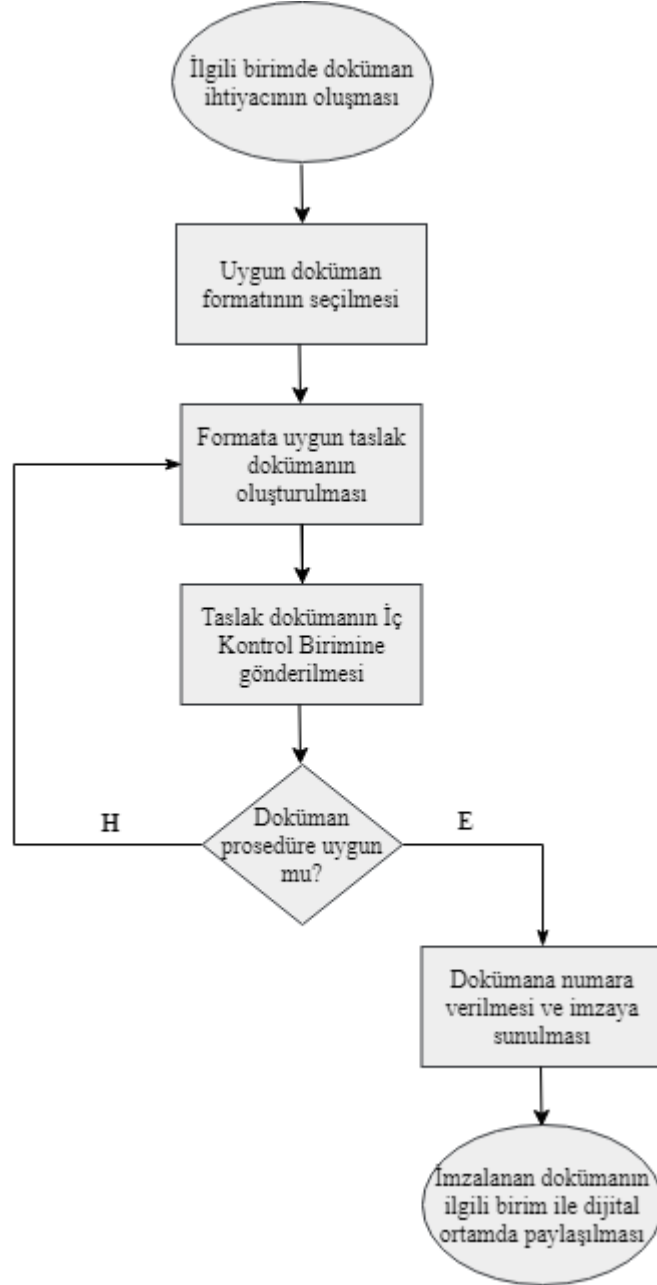 İlgili birimde doküman
ihtiyacının oluşması
Uygun doküman
formatının seçilmesi
Formata uygun taslak
dokümanın
oluşturulması
Taslak dokümanın İç
Kontrol Birimine
gönderilmesi
H
Doküman
prosedüre uygun
mu?
E
Dokümana numara
verilmesi ve imzaya
sunulması
İmzalanan dokümanın
ilgili birim ile dijital
ortamda paylaşılması